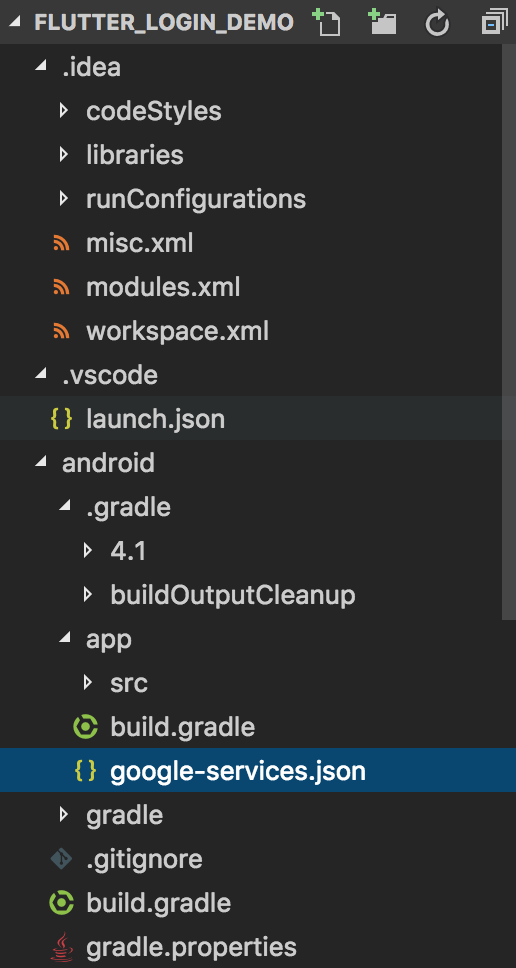 FLUTTER_LOGIN_DEMO
.idea
codeStyles
libraries
runConfigurations
misc.xml
modules.xml
workspace.xml
.vscode
{} launch.json
android
.gradle
4.1
buildOutputCleanup
app
src
build.gradle
{} google-services.json
gradle
.gitignore
build.gradle
gradle.properties